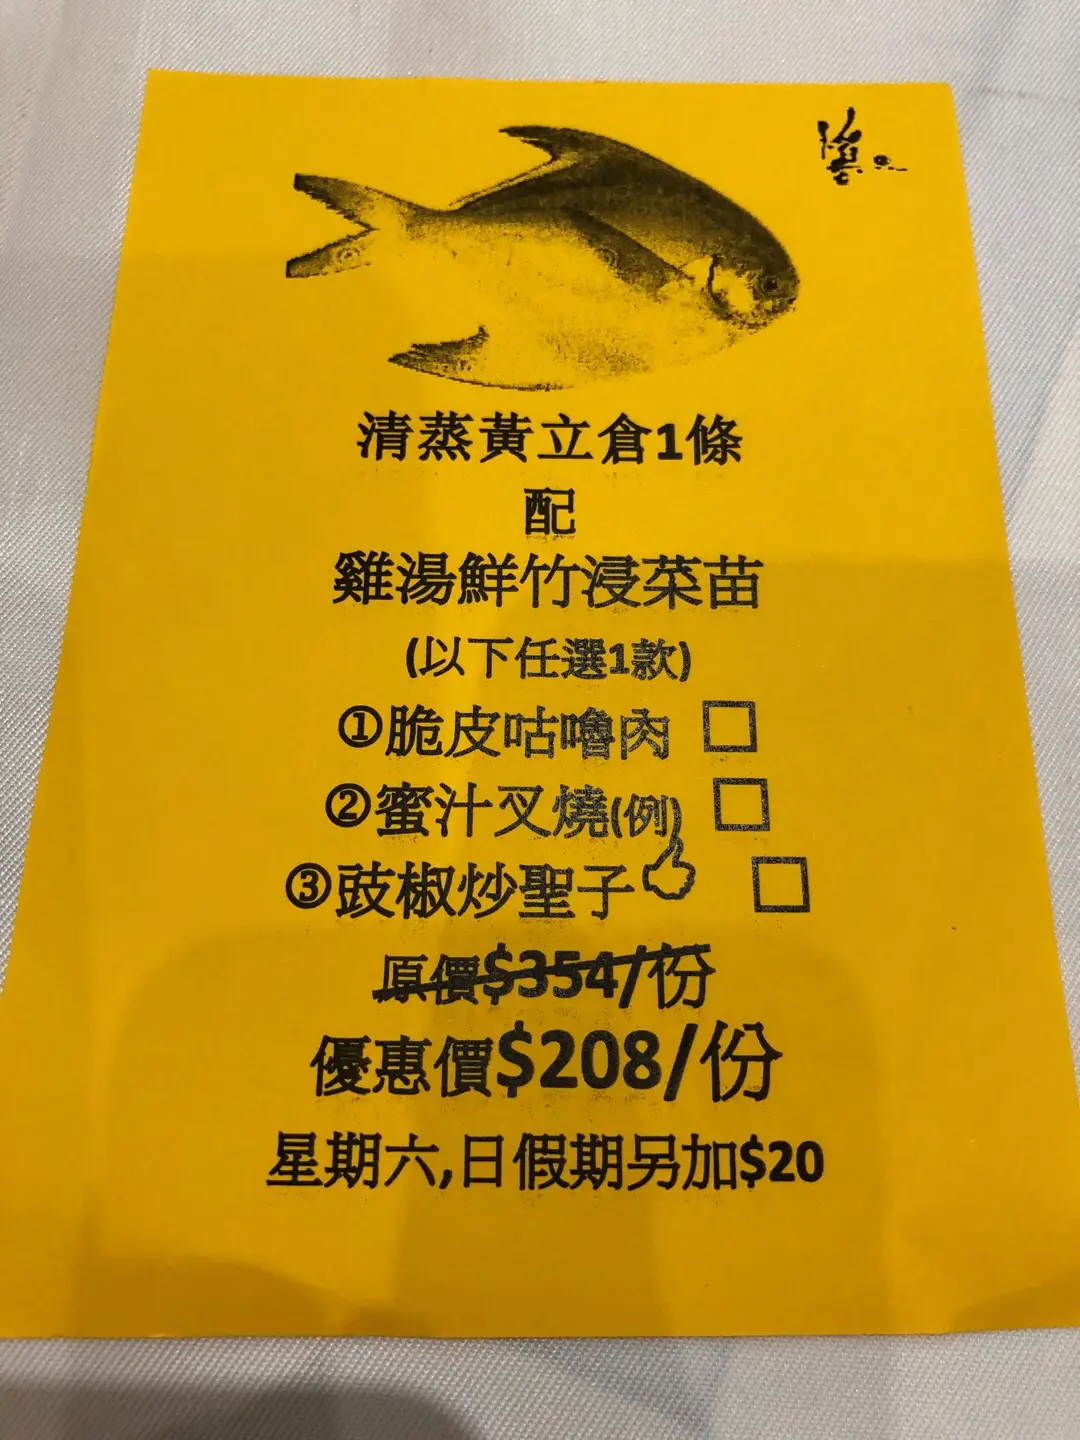 清蒸黃立倉1條
配
雞湯鮮竹浸菜苗
(以下任選1款)
①脆皮咕嚕肉 □
②蜜汁叉燒(例) □
③豉椒炒聖子 □
原價$354/份
優惠價$208/份
星期六,日假期另加$20